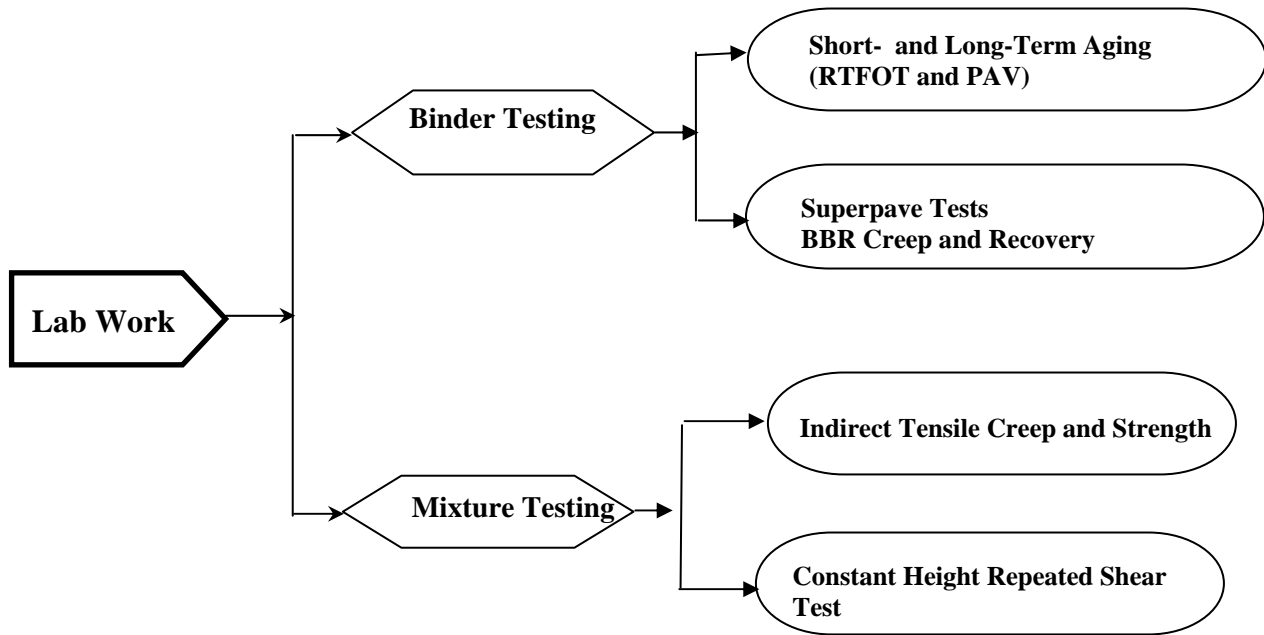 Short- and Long-Term Aging
(RTFOT and PAV)
Binder Testing
Superpave Tests
BBR Creep and Recovery
Lab Work
Indirect Tensile Creep and Strength
Mixture Testing
Constant Height Repeated Shear
Test